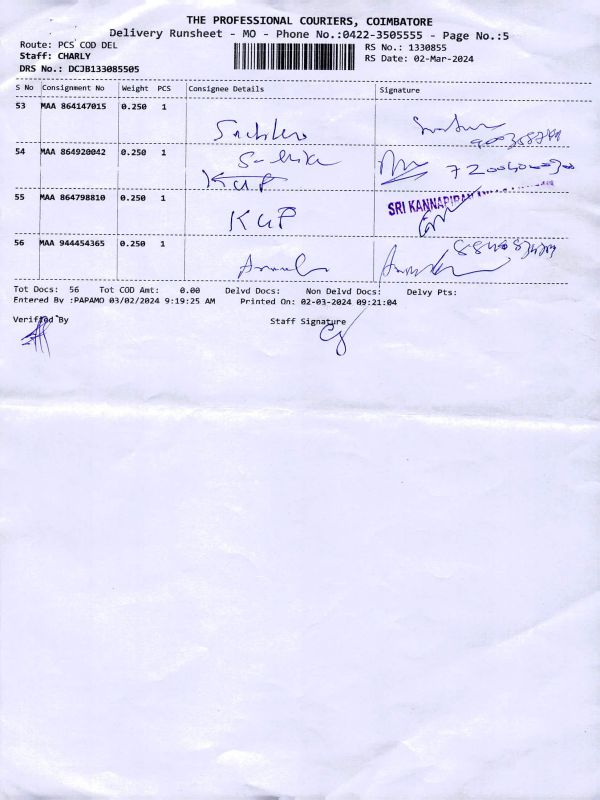 THE PROFESSIONAL COURIERS, COIMBATORE
Delivery Runsheet - MO - Phone No.:0422-3505555 - Page No.:5
Route: PCS COD DEL RS No.: 1330855
Staff: CHARLY RS Date: 02-Mar-2024
DRS No.: DCJB133085505
S No Consignment No Weight PCS Consignee Details Signature
53 MAA 864147015 0.250 1
54 MAA 864920042 0.250 1
KGP
55 MAA 864798810 0.250 1 SRI KANNAPIRAN
KGP
56 MAA 944454365 0.250 1
Tot Docs: 56 Tot COD Amt: 0.00 Delvd Docs: Non Delvd Docs: Delvy Pts:
Entered By :PAPAMO 03/02/2024 9:19:25 AM Printed On: 02-03-2024 09:21:04
Verified By Staff Signature